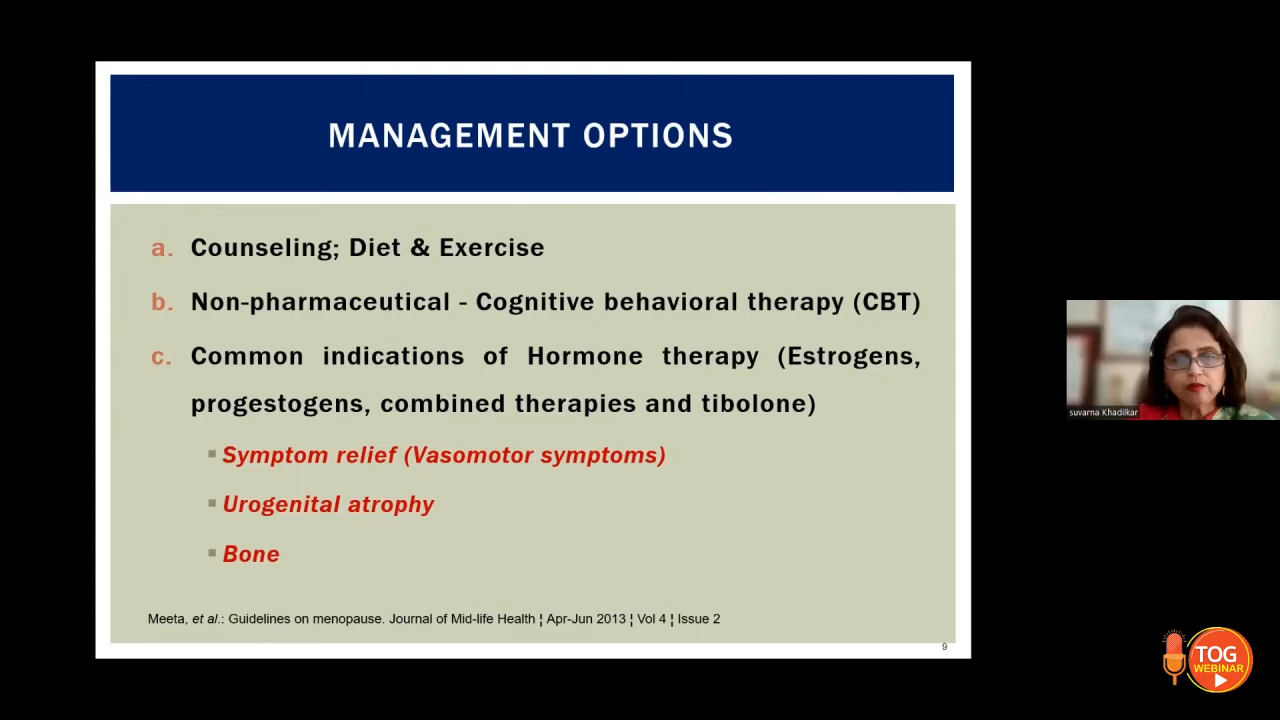 MANAGEMENT OPTIONS
a. Counseling; Diet & Exercise
b. Non-pharmaceutical - Cognitive behavioral therapy (CBT)
c. Common indications of Hormone therapy (Estrogens,
progestogens, combined therapies and tibolone)
Symptom relief (Vasomotor symptoms)
Urogenital atrophy
Bone
Meeta, et al.: Guidelines on menopause. Journal of Mid-life Health ¦ Apr-Jun 2013 ¦ Vol 4 ¦ Issue 2
9
suvarna Khadilkar
TOG
WEBINAR